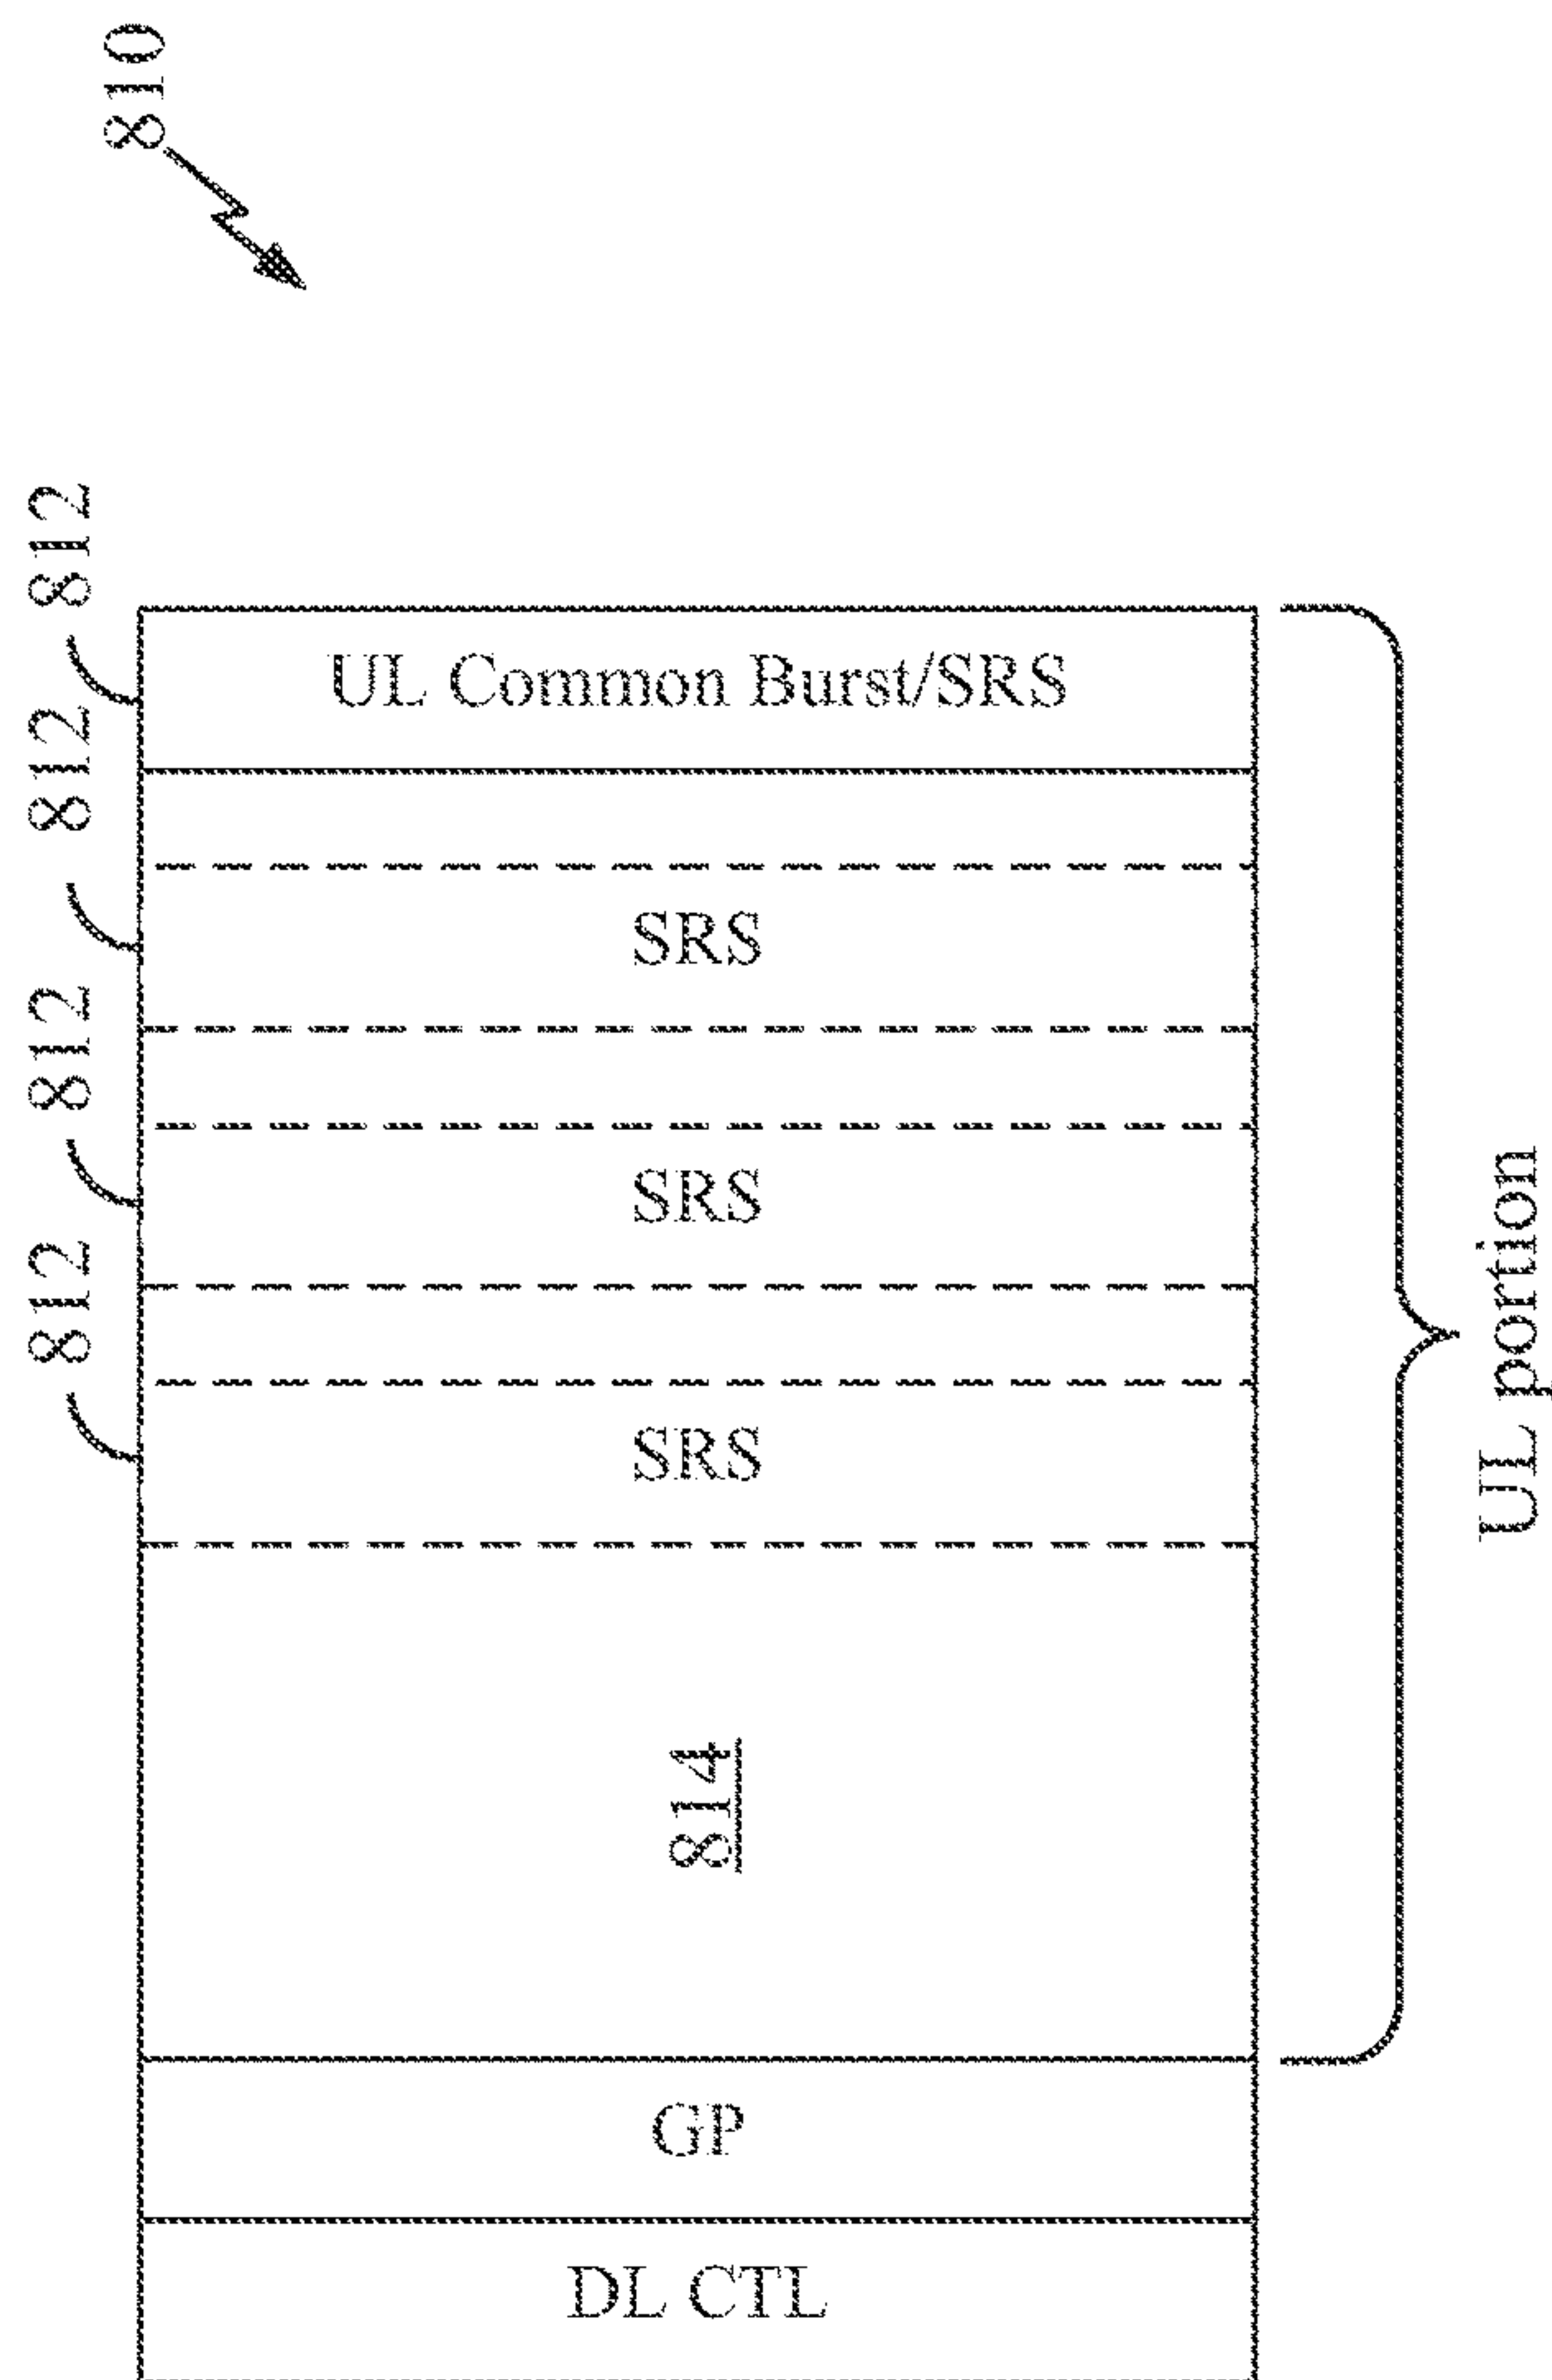 810
812
812
812
812
UL Common Burst/SRS
SRS
SRS
SRS
814
GP
DL CTL
UL portion